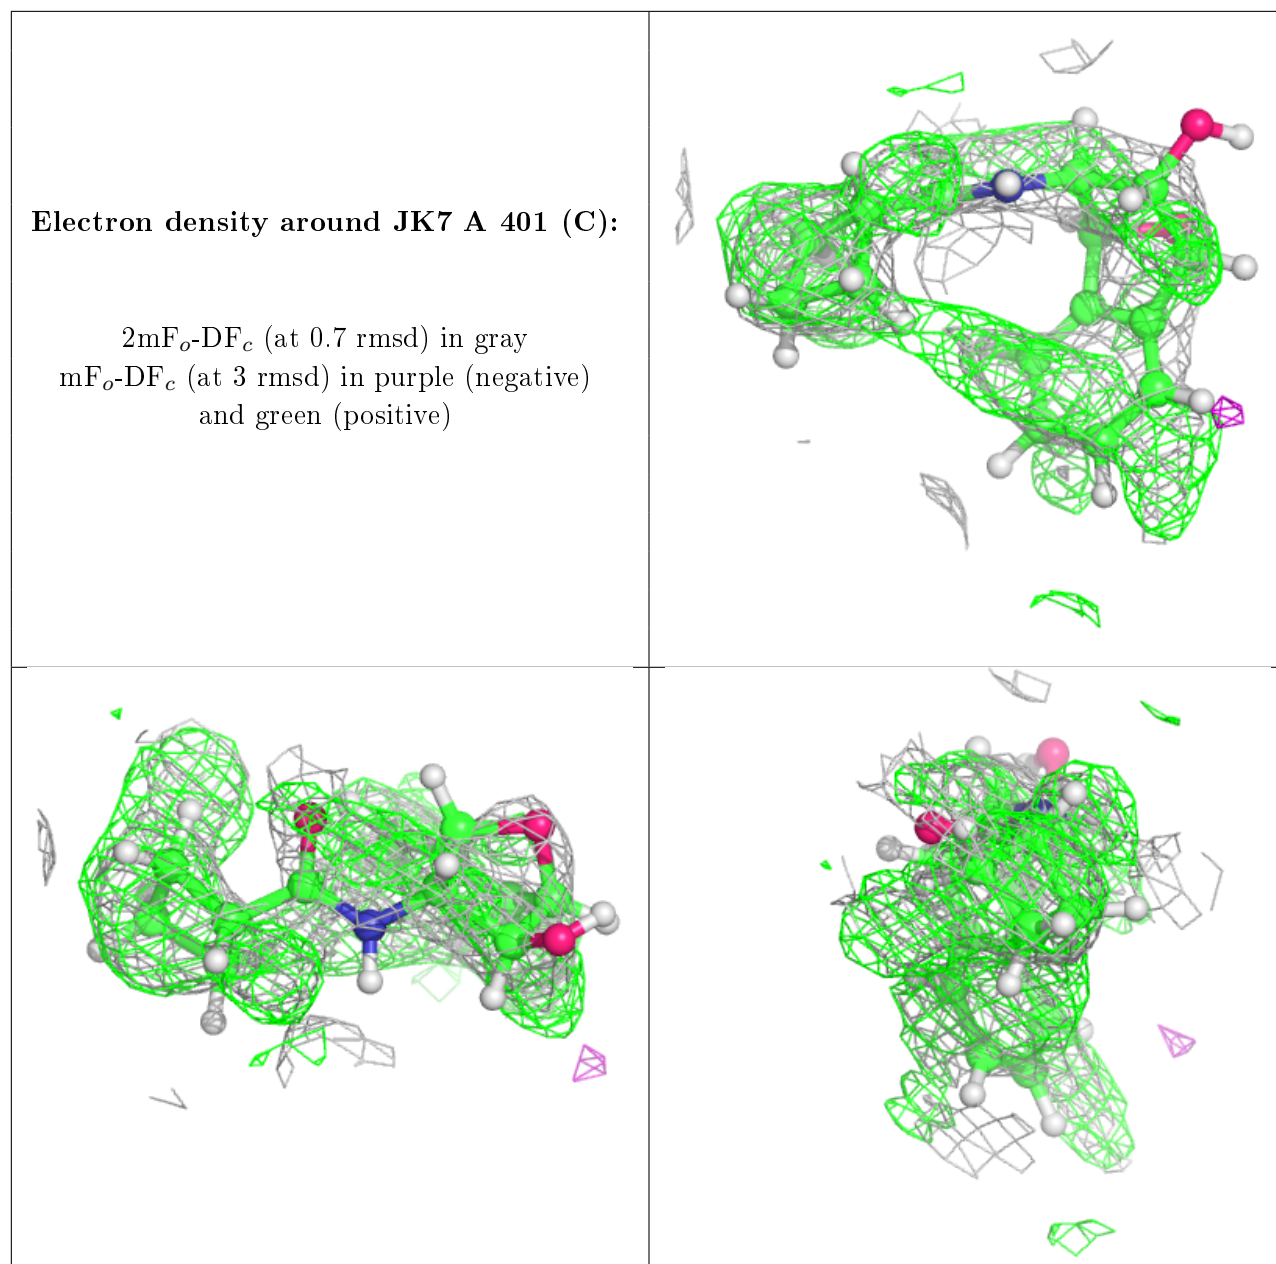 Electron density around JK7 A 401 (C):
2mFo-DFc (at 0.7 rmsd) in gray
mFo-DFc (at 3 rmsd) in purple (negative)
and green (positive)